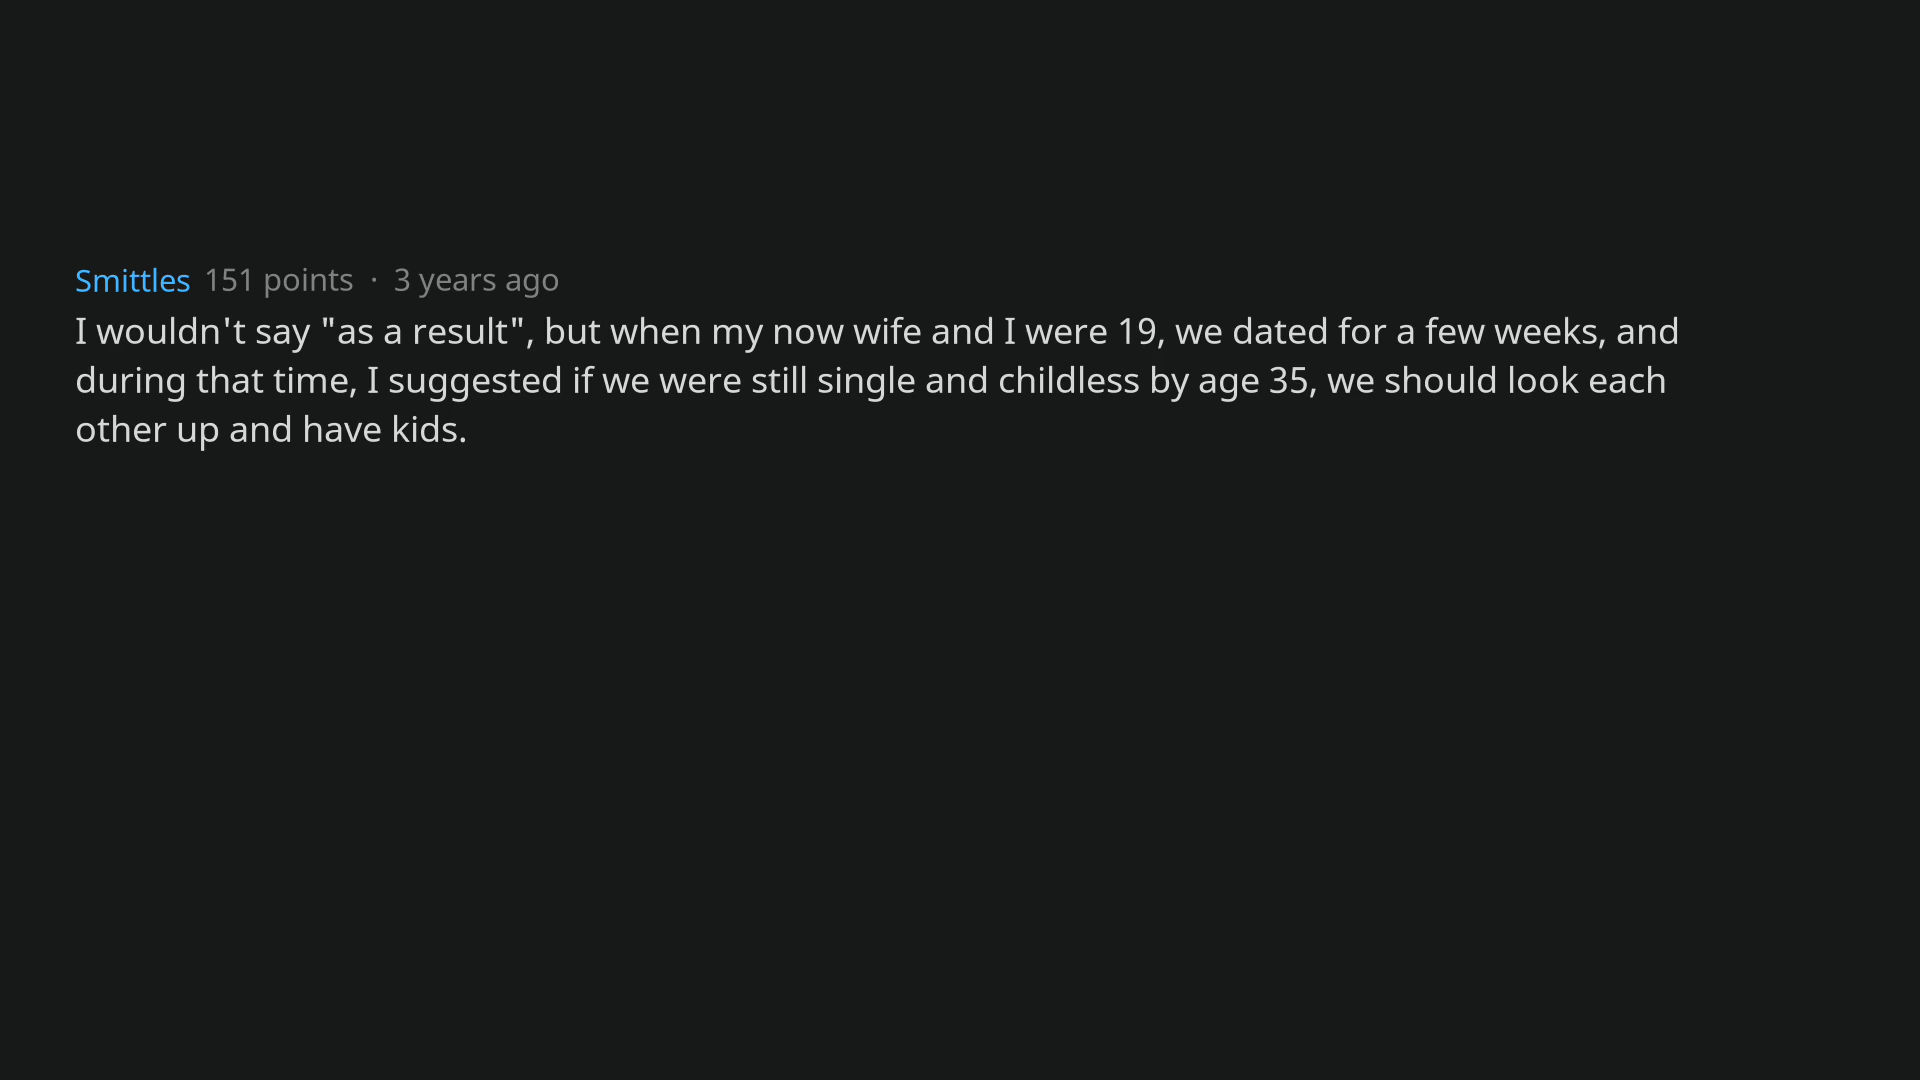 Smittles 151 points · 3 years ago
I wouldn't say "as a result", but when my now wife and I were 19, we dated for a few weeks, and
during that time, I suggested if we were still single and childless by age 35, we should look each
other up and have kids.